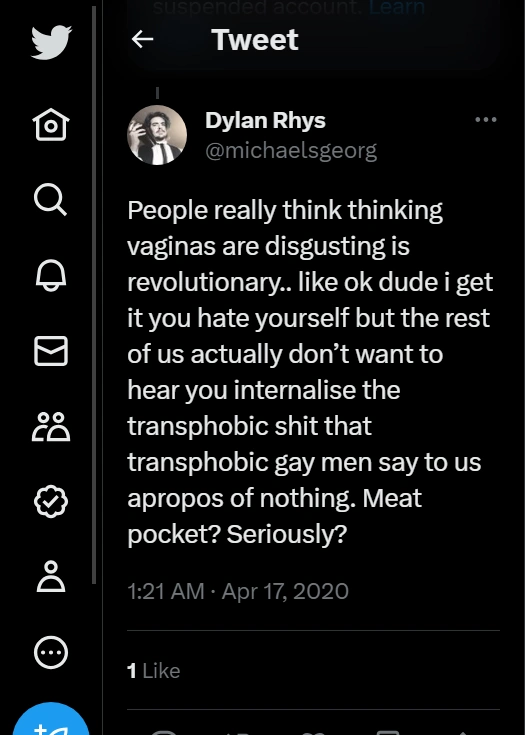 suspended account. Learn
Tweet
Dylan Rhys
@michaelsgeorg
People really think thinking
vaginas are disgusting is
revolutionary.. like ok dude i get
it you hate yourself but the rest
of us actually don’t want to
hear you internalise the
transphobic shit that
transphobic gay men say to us
apropos of nothing. Meat
pocket? Seriously?
1:21 AM · Apr 17, 2020
1 Like